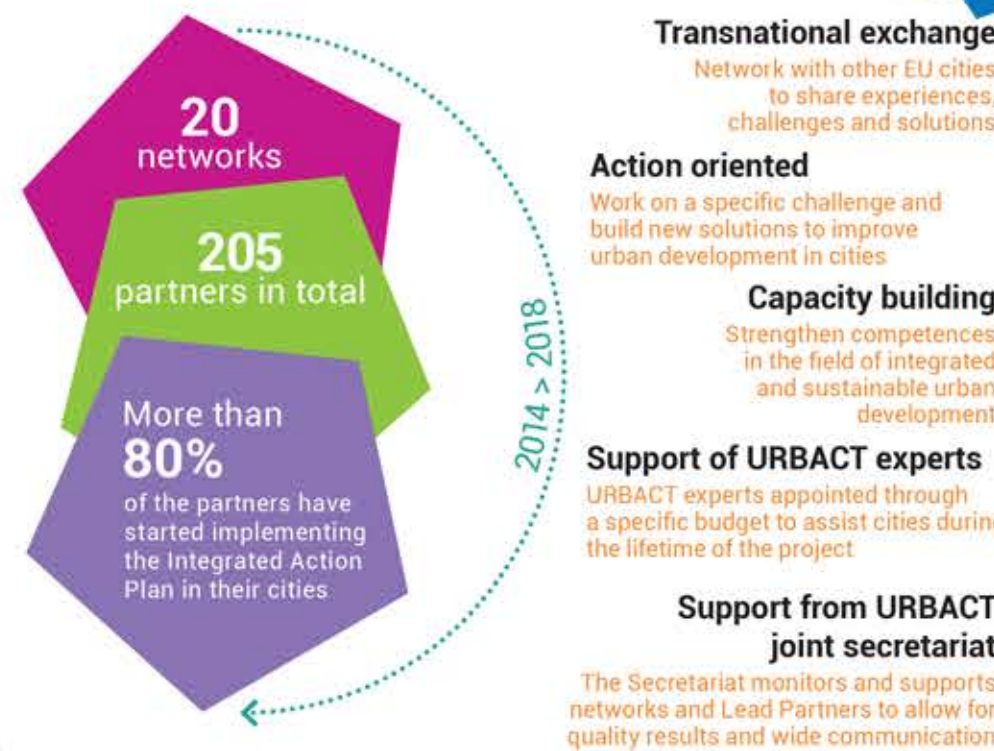 20
networks
205
partners in total
More than
80%
of the partners have
started implementing
the Integrated Action
Plan in their cities
2014 > 2018
Transnational exchange
Network with other EU cities
to share experiences,
challenges and solutions
Action oriented
Work on a specific challenge and
build new solutions to improve
urban development in cities
Capacity building
Strengthen competences
in the field of integrated
and sustainable urban
development
Support of URBACT experts
URBACT experts appointed through
a specific budget to assist cities durin
the lifetime of the project
Support from URBACT
joint secretariat
The Secretariat monitors and supports
networks and Lead Partners to allow for
quality results and wide communication